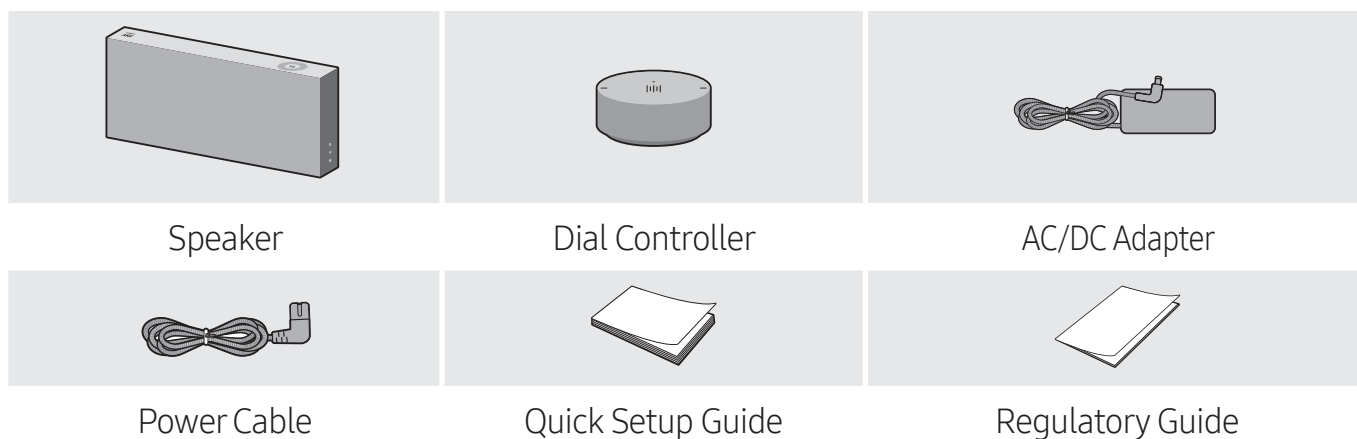 Speaker
Dial Controller
AC/DC Adapter
Power Cable
Quick Setup Guide
Regulatory Guide